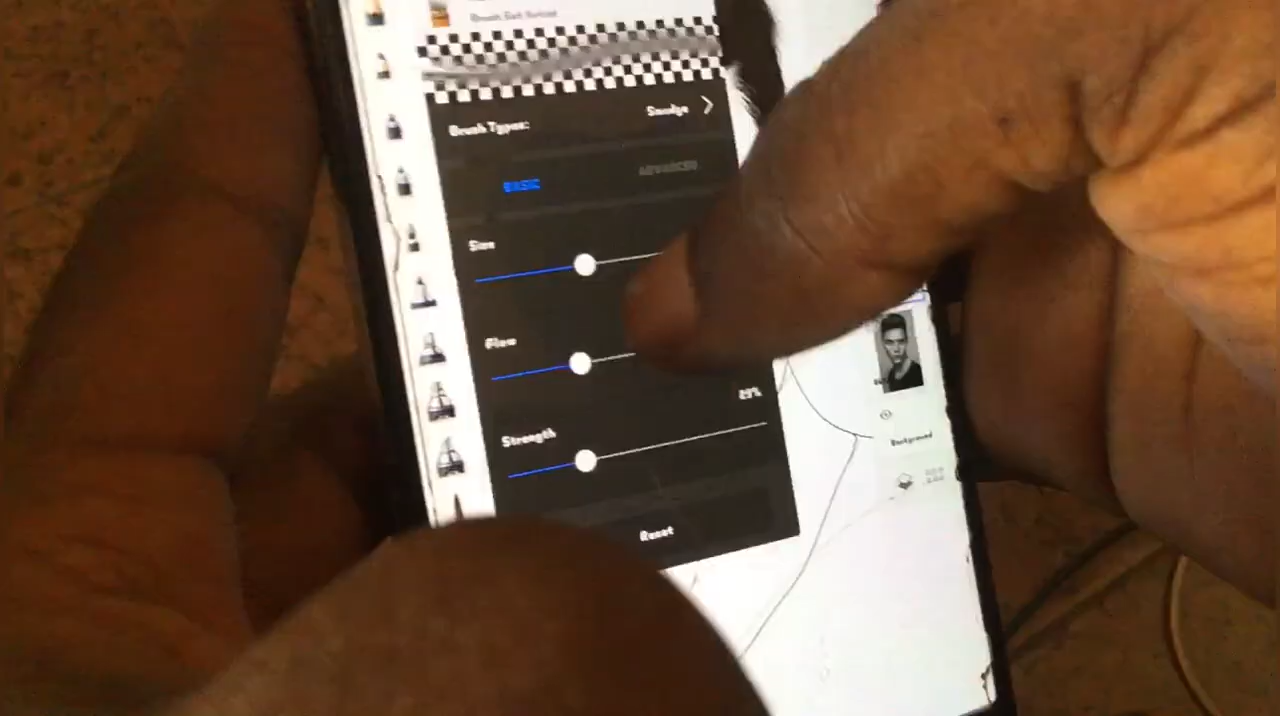 Brush Types:
Smudge
BASIC
ADVANCED
Size
Flow
Strength
Background
Reset